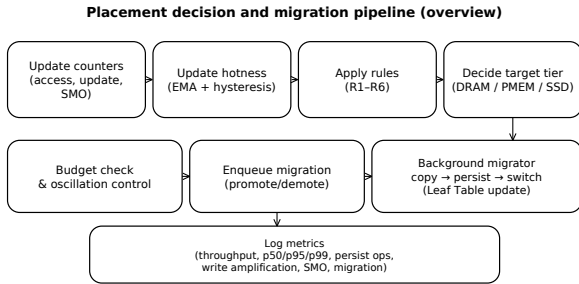 Placement decision and migration pipeline (overview)
Update counters
(access, update,
SMO)
Update hotness
(EMA + hysteresis)
Apply rules
(R1–R6)
Decide target tier
(DRAM / PMEM / SSD)
Budget check
& oscillation control
Enqueue migration
(promote/demote)
Background migrator
copy → persist → switch
(Leaf Table update)
Log metrics
(throughput, p50/p95/p99, persist ops,
write amplification, SMO, migration)